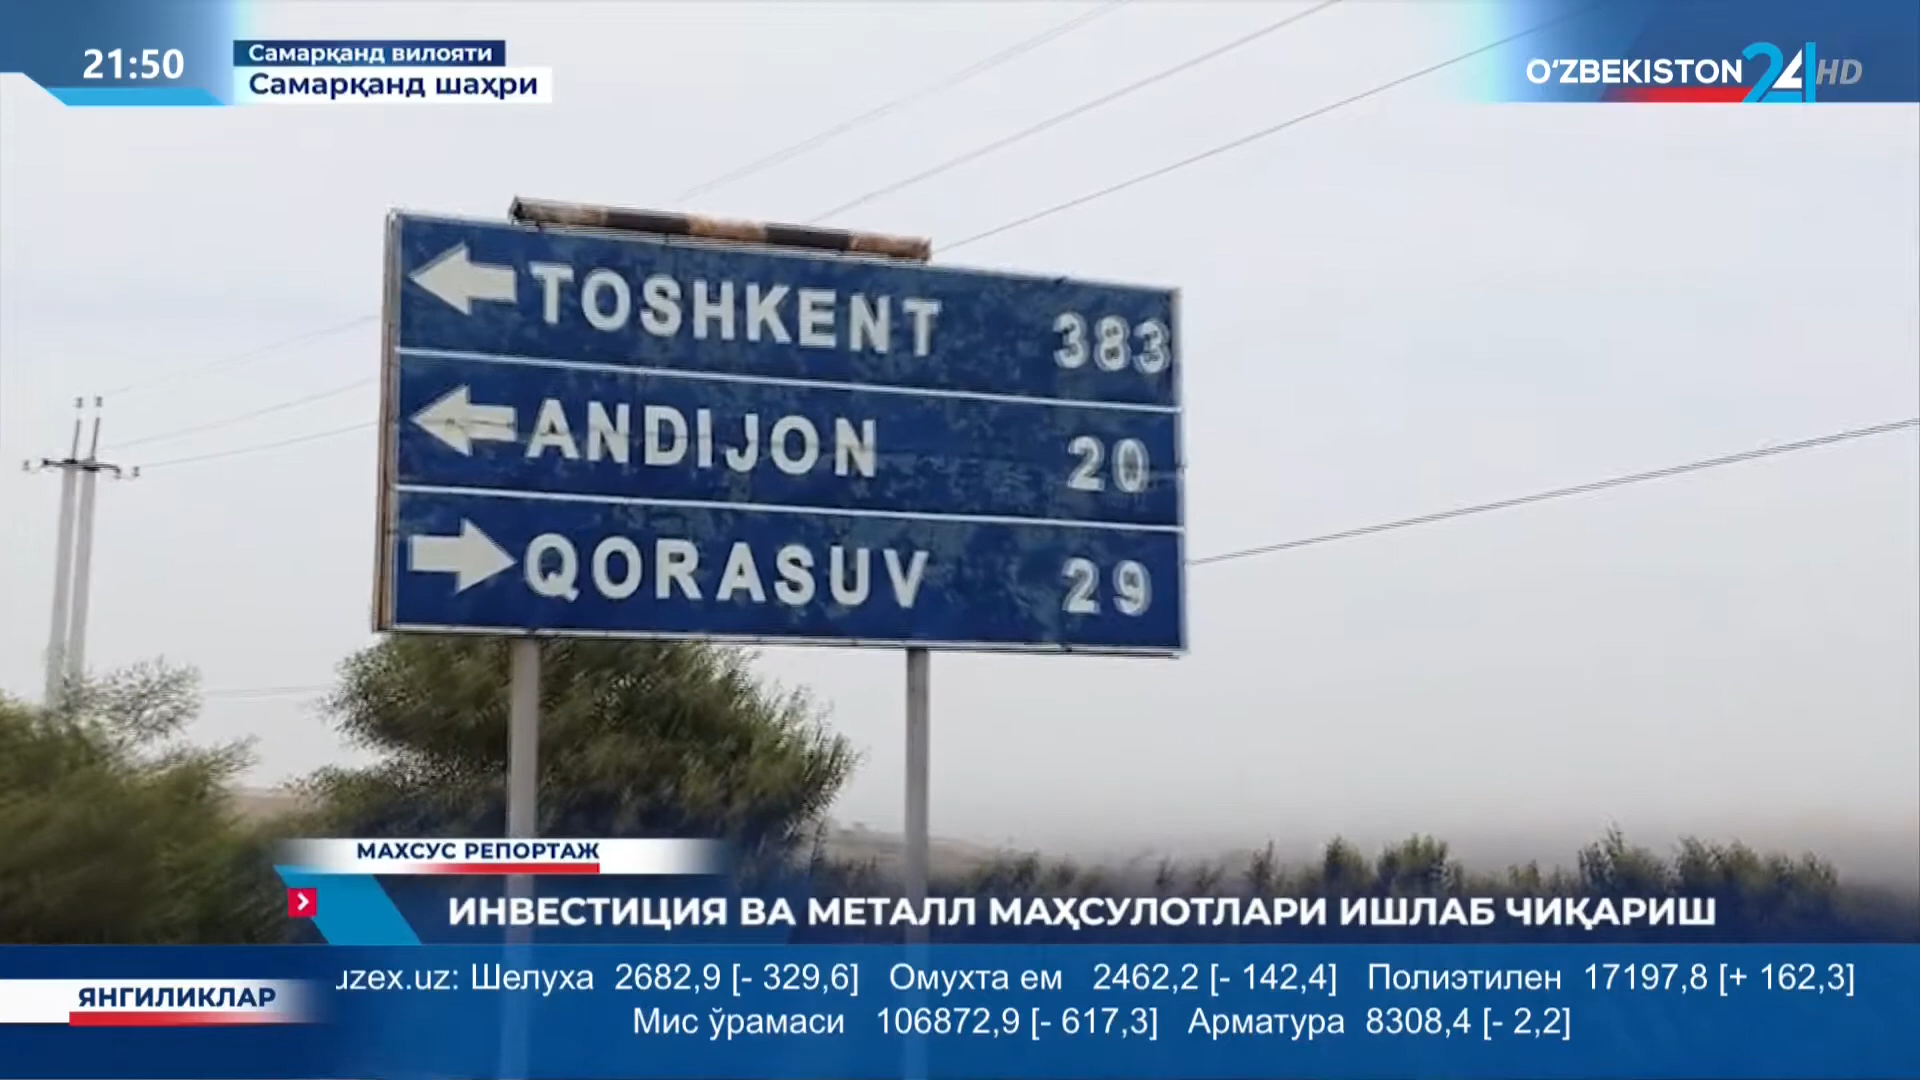 21:50
Самарқанд вилояти
Самарқанд шаҳри
O‘ZBEKISTON 24 HD
TOSHKENT 383
ANDIJON 20
QORASUV 29
МАХСУС РЕПОРТАЖ
ИНВЕСТИЦИЯ ВА МЕТАЛЛ МАҲСУЛОТЛАРИ ИШЛАБ ЧИҚАРИШ
ЯНГИЛИКЛАР
uzex.uz: Шелуха 2682,9 [- 329,6] Омухта ем 2462,2 [- 142,4] Полиэтилен 17197,8 [+ 162,3]
Мис ўрамаси 106872,9 [- 617,3] Арматура 8308,4 [- 2,2]